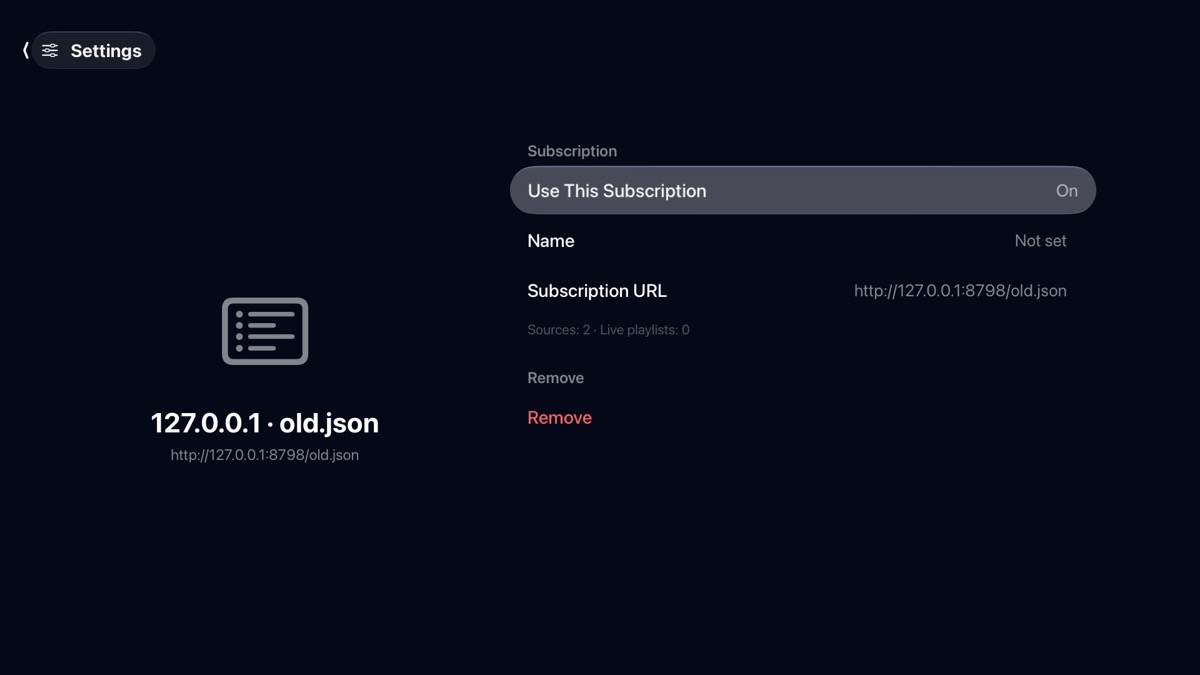 Settings
Subscription
Use This Subscription On
Name Not set
Subscription URL http://127.0.0.1:8798/old.json
Sources: 2 · Live playlists: 0
Remove
Remove
127.0.0.1 · old.json
http://127.0.0.1:8798/old.json